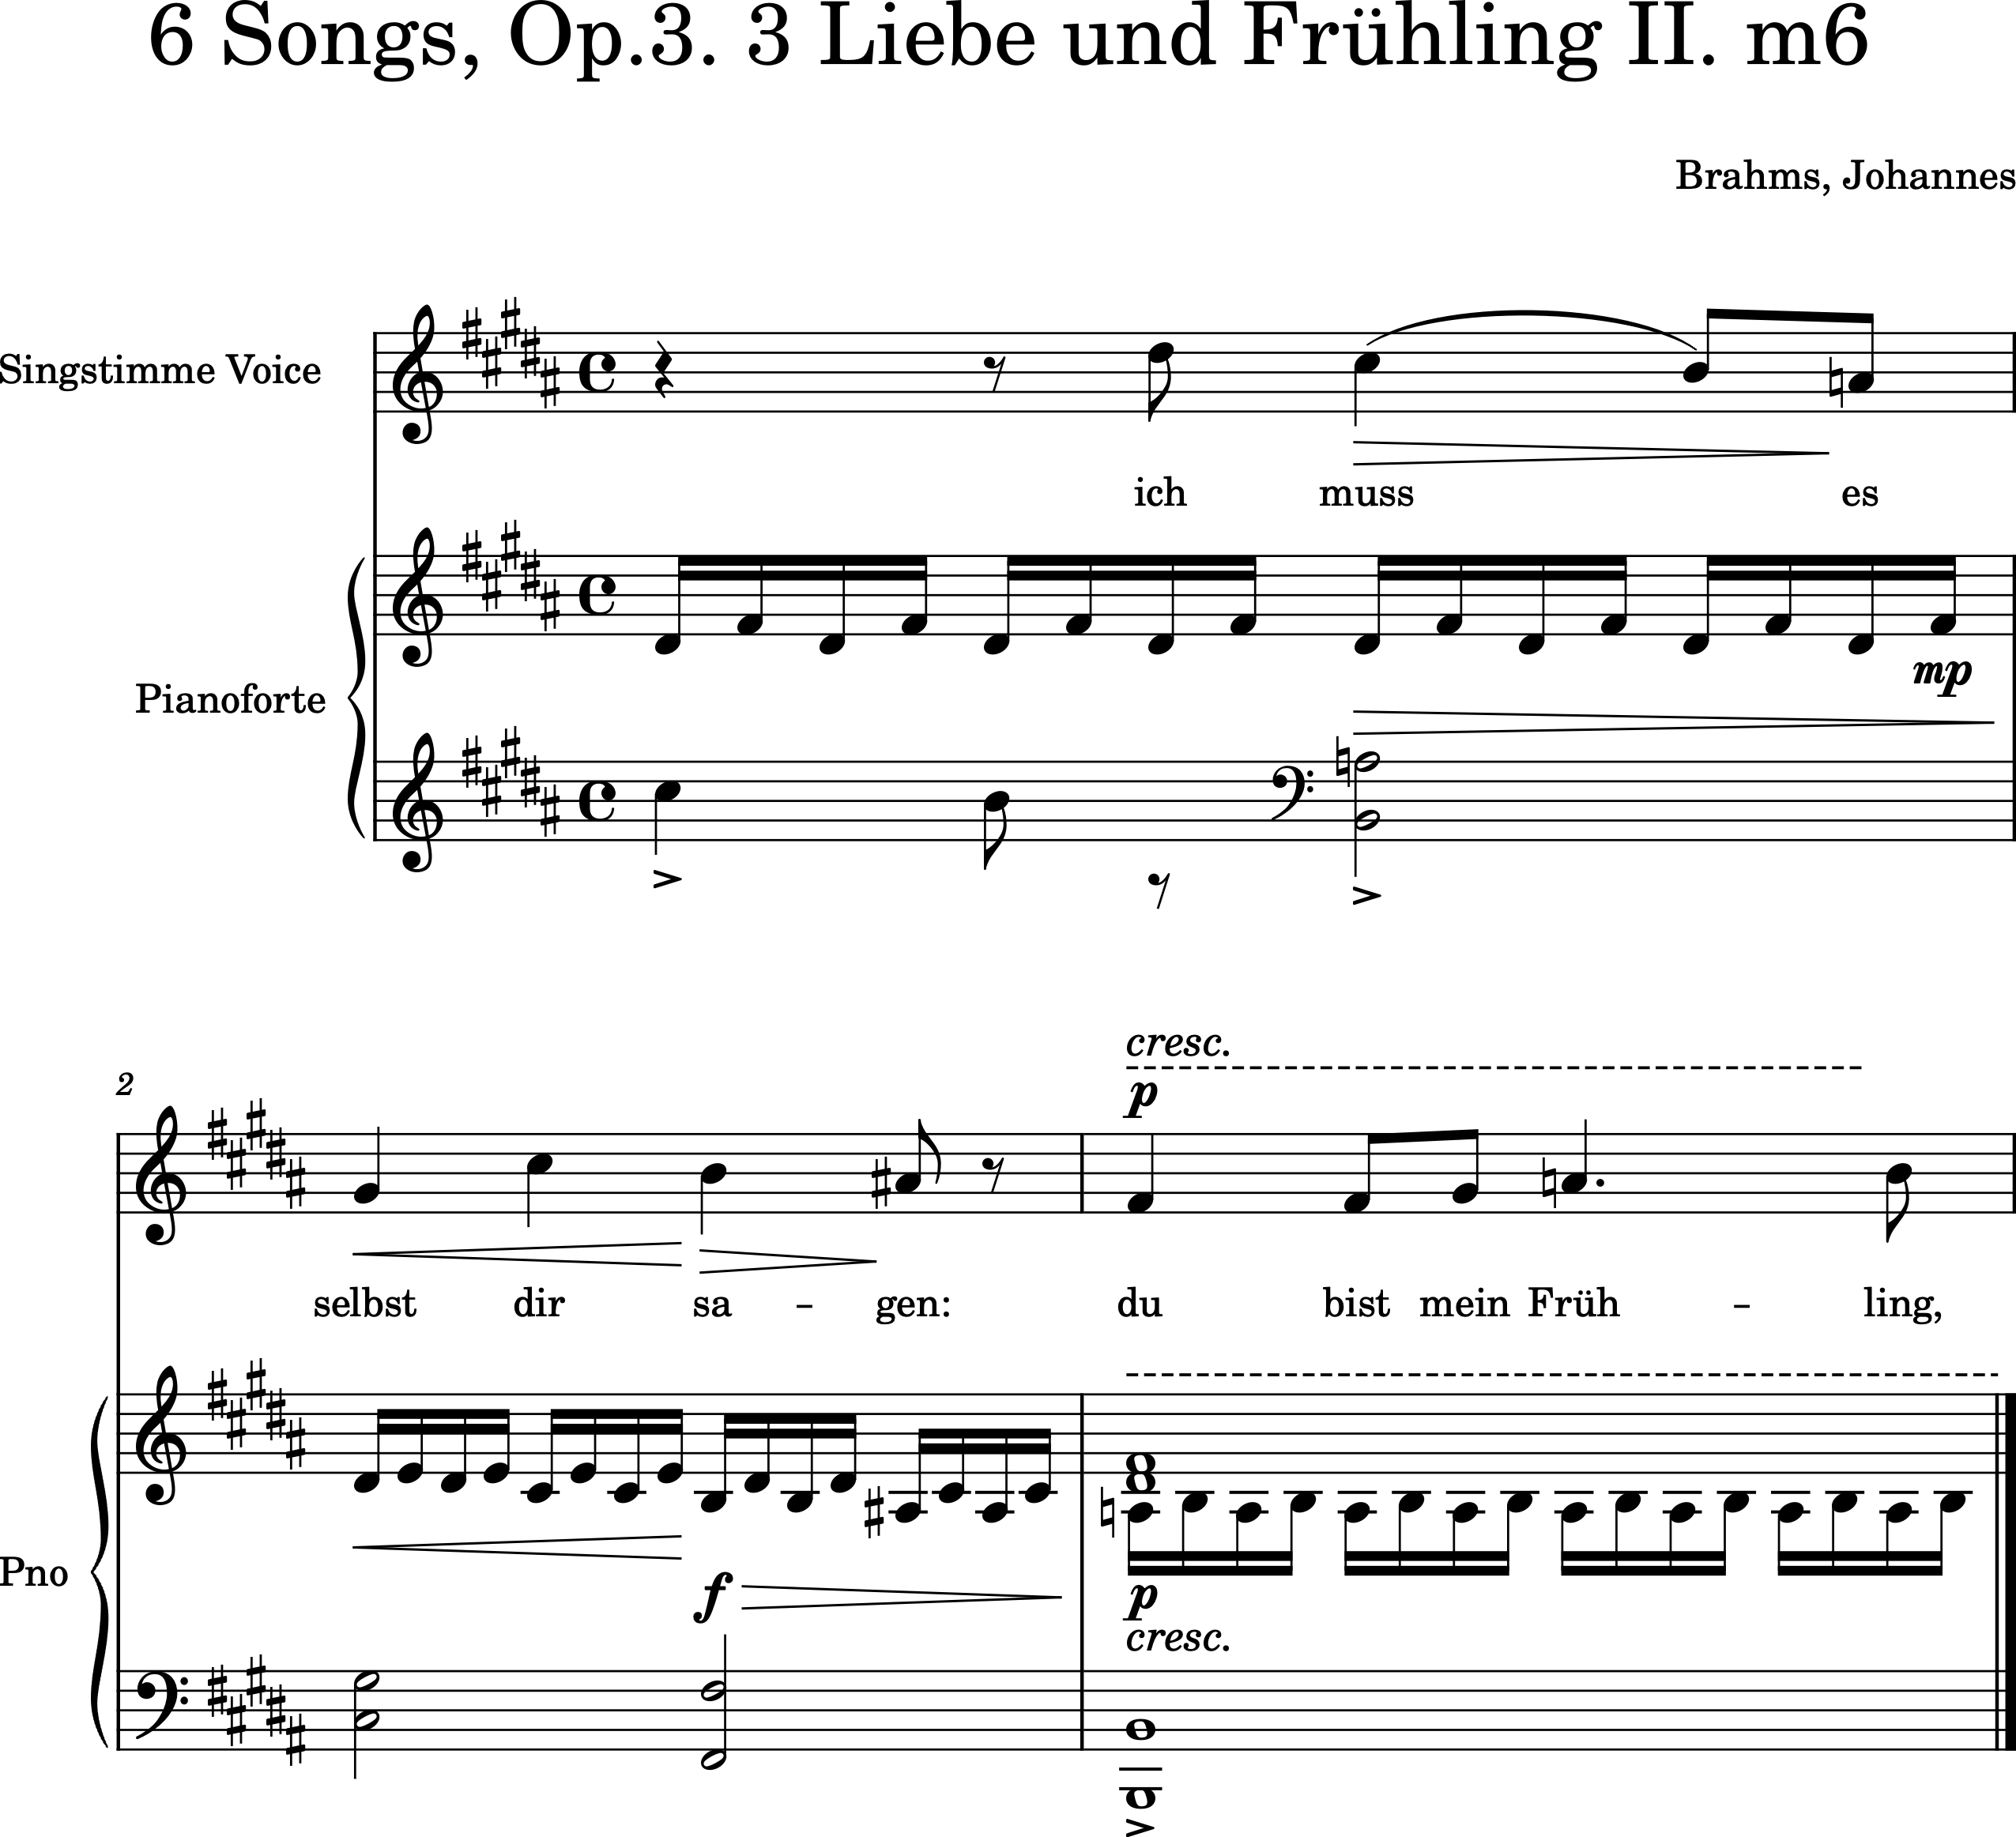 6 Songs, Op.3. 3 Liebe und Frühling II. m6
Brahms, Johannes
Singstimme Voice
ich muss es
mp
Pianoforte
cresc.
2
p
selbst dir sa - gen: du bist mein Früh - ling,
Pno
f
p
cresc.